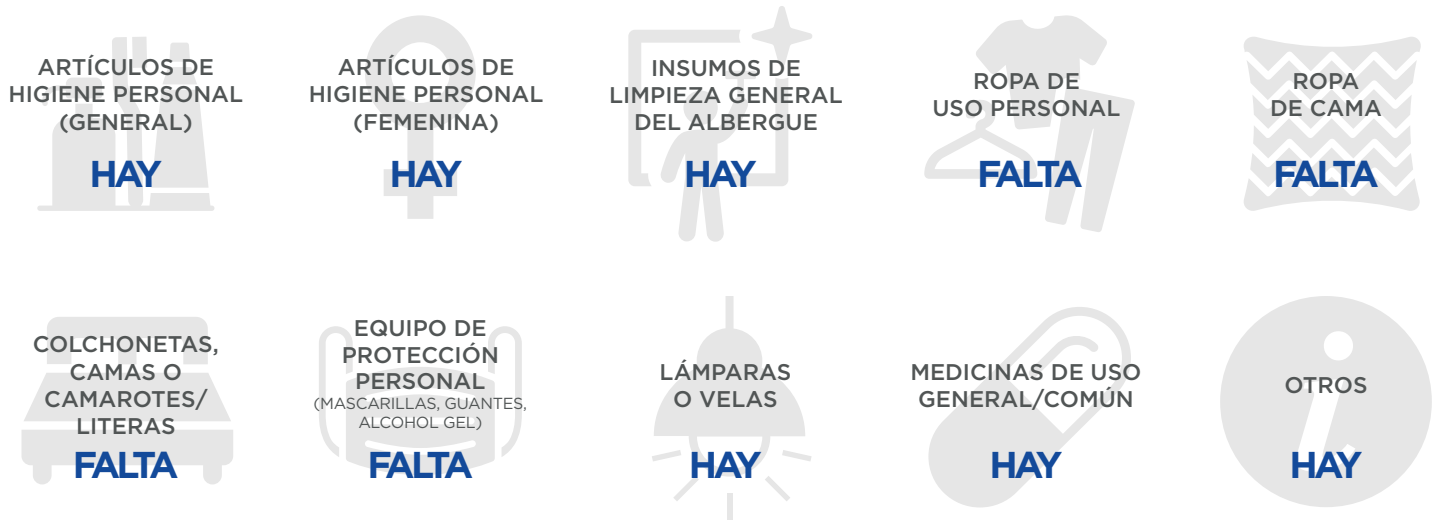 ARTÍCULOS DE
HIGIENE PERSONAL
(GENERAL)
HAY
ARTÍCULOS DE
HIGIENE PERSONAL
(FEMENINA)
HAY
INSUMOS DE
LIMPIEZA GENERAL
DEL ALBERGUE
HAY
ROPA DE
USO PERSONAL
FALTA
ROPA
DE CAMA
FALTA
COLCHONETAS,
CAMAS O
CAMAROTES/
LITERAS
FALTA
EQUIPO DE
PROTECCIÓN
PERSONAL
(MASCARILLAS, GUANTES,
ALCOHOL GEL)
FALTA
LÁMPARAS
O VELAS
HAY
MEDICINAS DE USO
GENERAL/COMÚN
HAY
OTROS
HAY